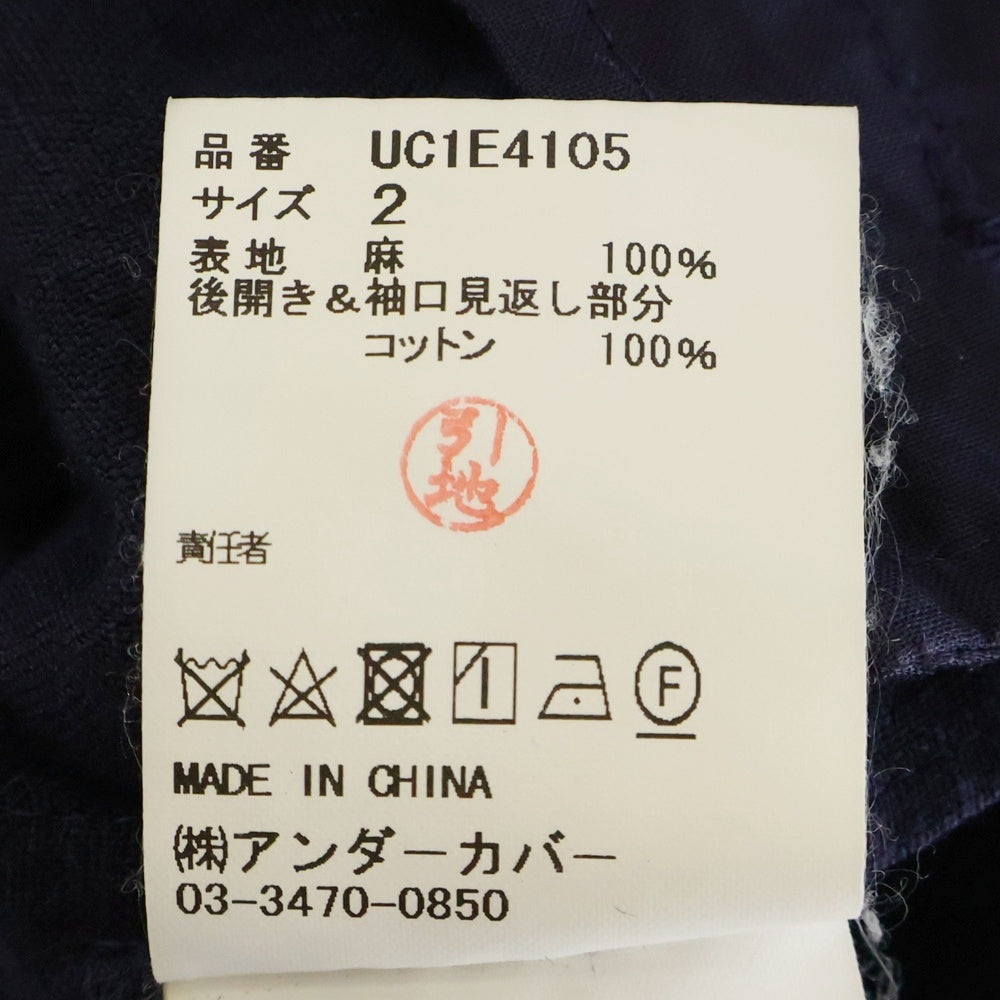 品番 UC1E4105
サイズ 2
表地 麻 100%
後開き&袖口見返し部分
コットン 100%
引地
責任者
F
MADE IN CHINA
㈱アンダーカバー
03-3470-0850